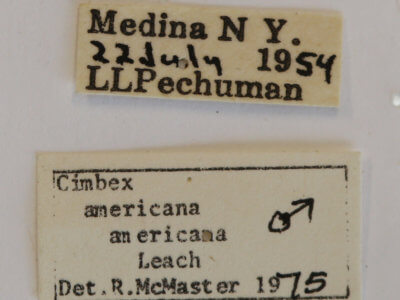 Medina N Y.
22 July 1954
LLPechuman
Cimbex
americana ♂
americana
Leach
Det.R.McMaster 1975